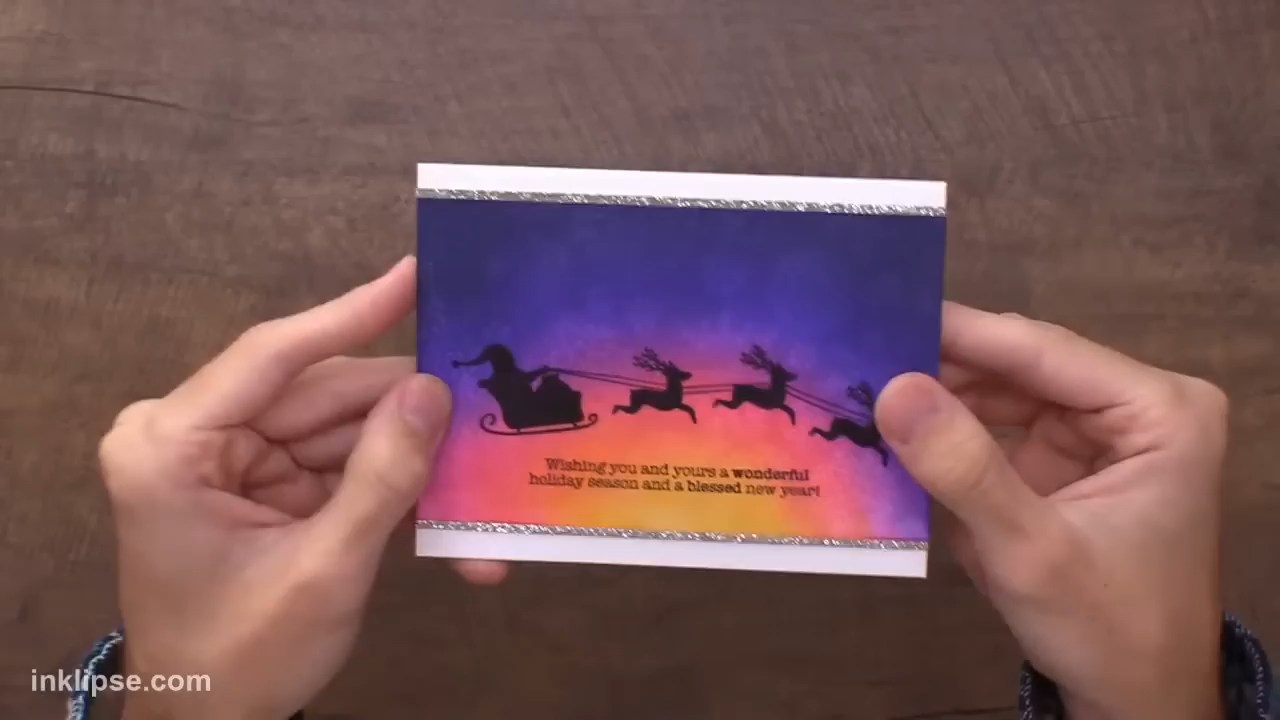 Wishing you and yours a wonderful
holiday season and a blessed new year!
inklipse.com